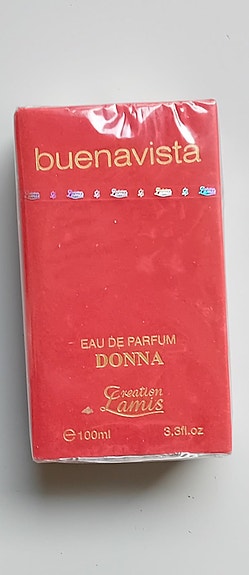 buenavista
EAU DE PARFUM
DONNA
Creation
Lamis
e 100ml 3.3fl.oz